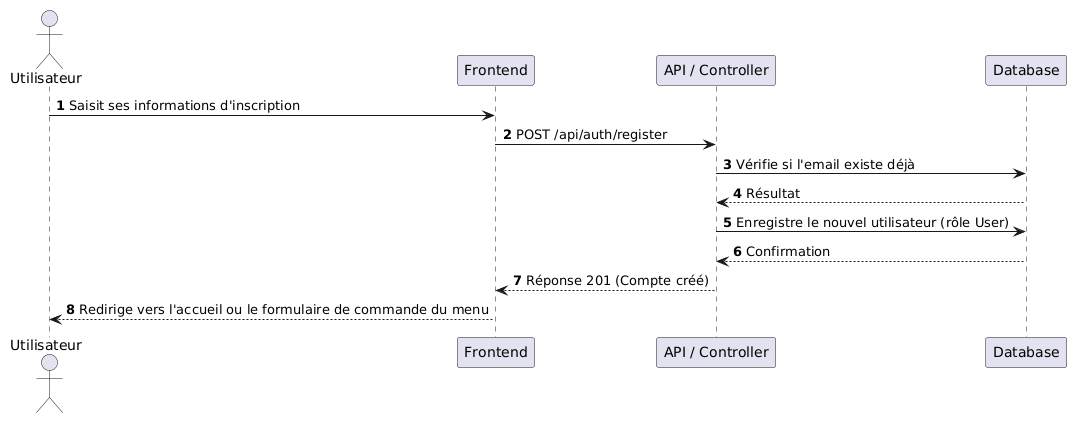 Utilisateur
Frontend
API / Controller
Database
1 Saisit ses informations d'inscription
2 POST /api/auth/register
3 Vérifie si l'email existe déjà
4 Résultat
5 Enregistre le nouvel utilisateur (rôle User)
6 Confirmation
7 Réponse 201 (Compte créé)
8 Redirige vers l'accueil ou le formulaire de commande du menu
Utilisateur
Frontend
API / Controller
Database